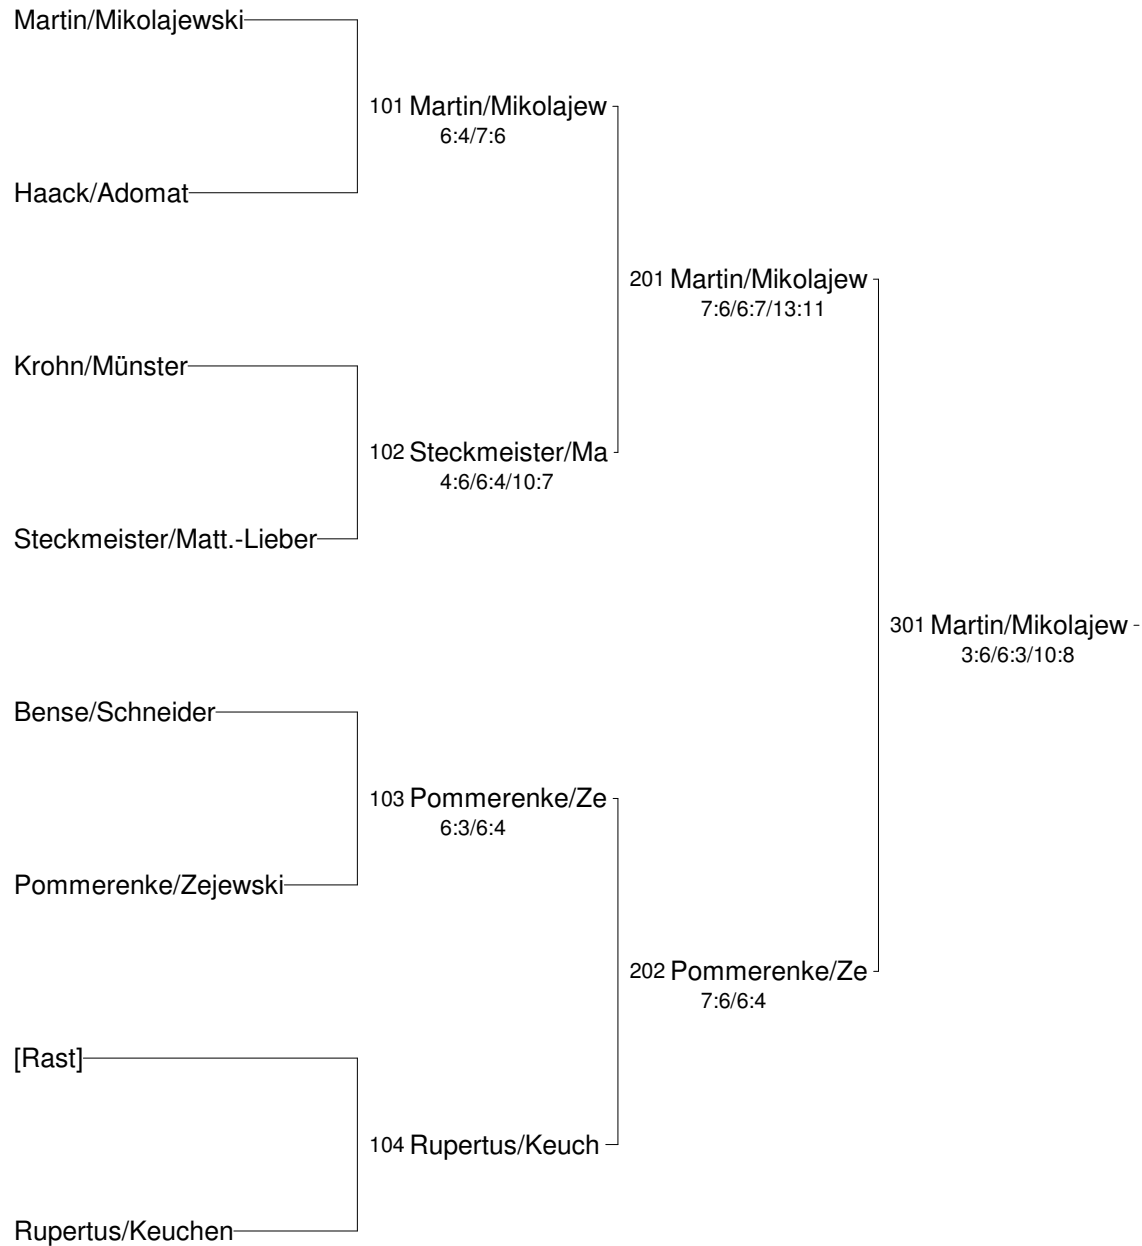 Martin/Mikolajewski
101 Martin/Mikolajew
6:4/7:6
Haack/Adomat
201 Martin/Mikolajew
7:6/6:7/13:11
Krohn/Münster
102 Steckmeister/Ma
4:6/6:4/10:7
Steckmeister/Matt.-Lieber
301 Martin/Mikolajew
3:6/6:3/10:8
Bense/Schneider
103 Pommerenke/Ze
6:3/6:4
Pommerenke/Zejewski
202 Pommerenke/Ze
7:6/6:4
[Rast]
104 Rupertus/Keuch
Rupertus/Keuchen